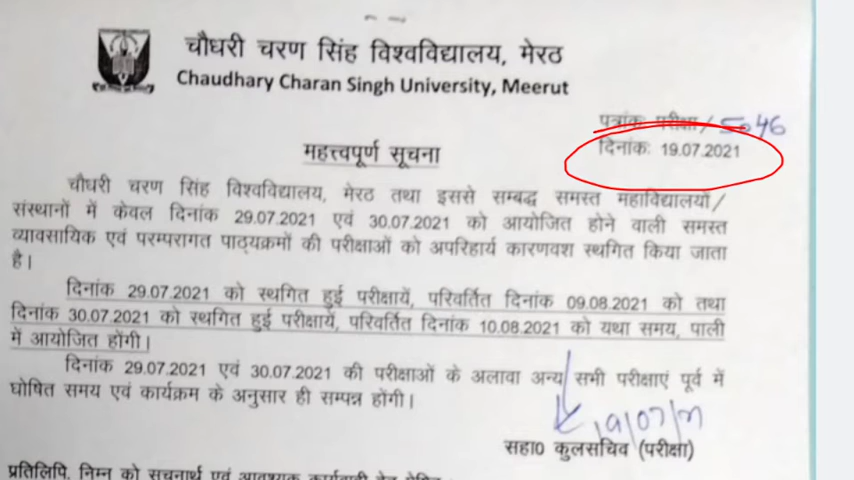 चौधरी चरण सिंह विश्वविद्यालय, मेरठ
Chaudhary Charan Singh University, Meerut
पत्रांकः परीक्षा/5046
दिनांकः 19.07.2021
महत्त्वपूर्ण सूचना
चौधरी चरण सिंह विश्वविद्यालय, मेरठ तथा इससे सम्बद्ध समस्त महाविद्यालयों/
संस्थानों में केवल दिनांक 29.07.2021 एवं 30.07.2021 को आयोजित होने वाली समस्त
व्यावसायिक एवं परम्परागत पाठ्यक्रमों की परीक्षाओं को अपरिहार्य कारणवश स्थगित किया जाता
है।
दिनांक 29.07.2021 को स्थगित हुई परीक्षायें, परिवर्तित दिनांक 09.08.2021 को तथा
दिनांक 30.07.2021 को स्थगित हुई परीक्षायें, परिवर्तित दिनांक 10.08.2021 को यथा समय, पाली
में आयोजित होंगी।
दिनांक 29.07.2021 एवं 30.07.2021 की परीक्षाओं के अलावा अन्य सभी परीक्षाएं पूर्व में
घोषित समय एवं कार्यक्रम के अनुसार ही सम्पन्न होंगी।
19/07/21
सहा0 कुलसचिव (परीक्षा)
प्रतिलिपि, निम्न को सूचनार्थ एवं आवश्यक कार्यवाही हेतु